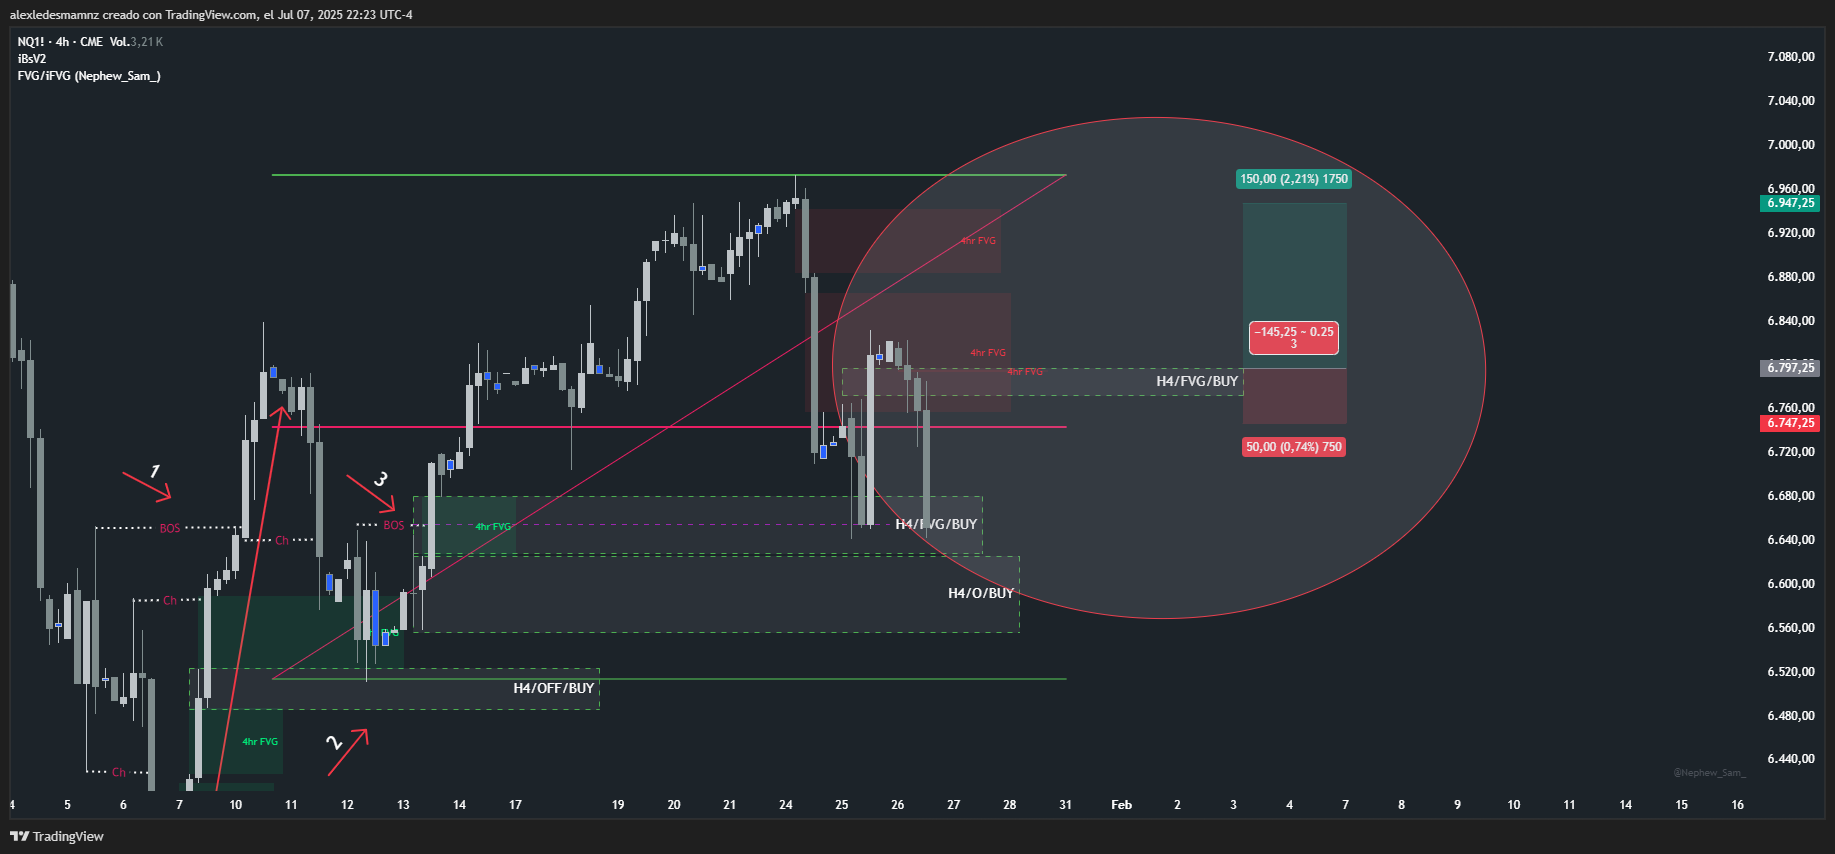 alexledesmamnz creado con TradingView.com, el Jul 07, 2025 22:23 UTC-4
NQ1! · 4h · CME Vol.3,21 K
iBsV2
FVG/iFVG (Nephew_Sam_)
7.080,00
7.040,00
7.000,00
6.960,00
6.947,25
6.920,00
6.880,00
6.840,00
6.797,25
6.760,00
6.747,25
6.720,00
6.680,00
6.640,00
6.600,00
6.560,00
6.520,00
6.480,00
6.440,00
150,00 (2,21%) 1750
4hr FVG
−145,25 ~ 0.25
3
4hr FVG
4hr FVG
H4/FVG/BUY
50,00 (0,74%) 750
1
3
BOS
BOS
4hr FVG
H4/FVG/BUY
Ch
Ch
H4/O/BUY
H4/OFF/BUY
2
4hr FVG
Ch
@Nephew_Sam_
4 5 6 7 10 11 12 13 14 17 19 20 21 24 25 26 27 28 31 Feb 2 3 4 7 8 9 10 11 14 15 16
TradingView